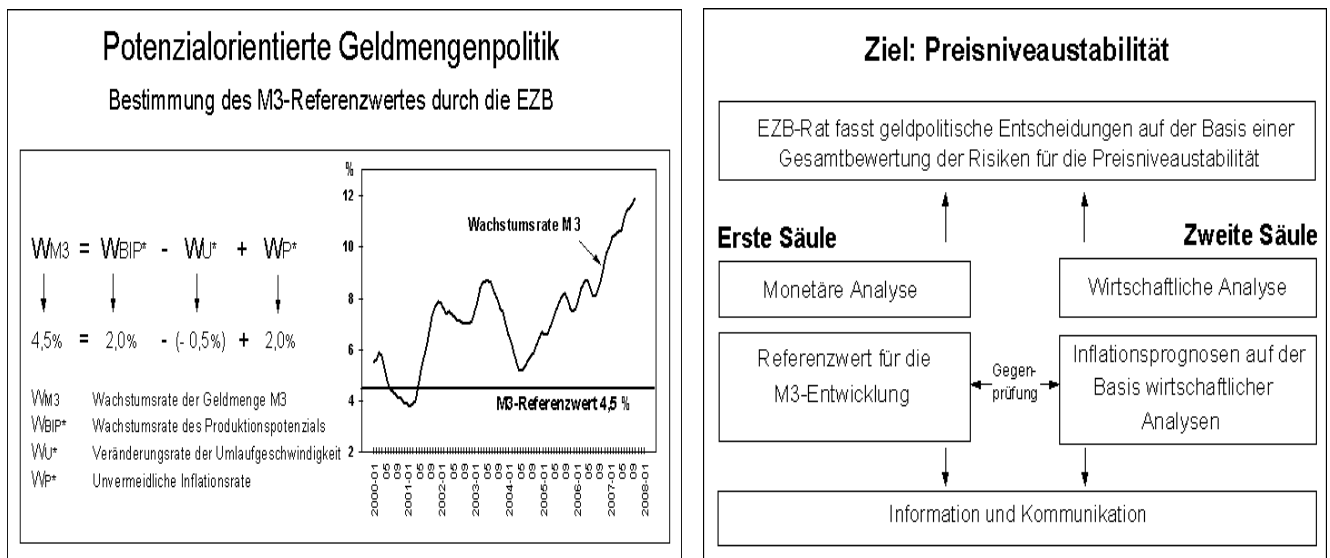 Potenzialorientierte Geldmengenpolitik
Bestimmung des M3-Referenzwertes durch die EZB
WM3 = WBIP* - WU* + WP*
4,5% = 2,0% - (- 0,5%) + 2,0%
WM3 Wachstumsrate der Geldmenge M3
WBIP* Wachstumsrate des Produktionspotenzials
WU* Veränderungsrate der Umlaufgeschwindigkeit
WP* Unvermeidliche Inflationsrate
%
12
10
8
6
4
2
Wachstumsrate M 3
M3-Referenzwert 4,5 %
2000-01 05 09 2001-01 05 09 2002-01 05 09 2003-01 05 09 2004-01 05 09 2005-01 05 09 2006-01 05 09 2007-01 05 09 2008-01
Ziel: Preisniveaustabilität
EZB-Rat fasst geldpolitische Entscheidungen auf der Basis einer
Gesamtbewertung der Risiken für die Preisniveaustabilität
Erste Säule
Zweite Säule
Monetäre Analyse
Wirtschaftliche Analyse
Referenzwert für die
M3-Entwicklung
Gegen-
prüfung
Inflationsprognosen auf der
Basis wirtschaftlicher
Analysen
Information und Kommunikation